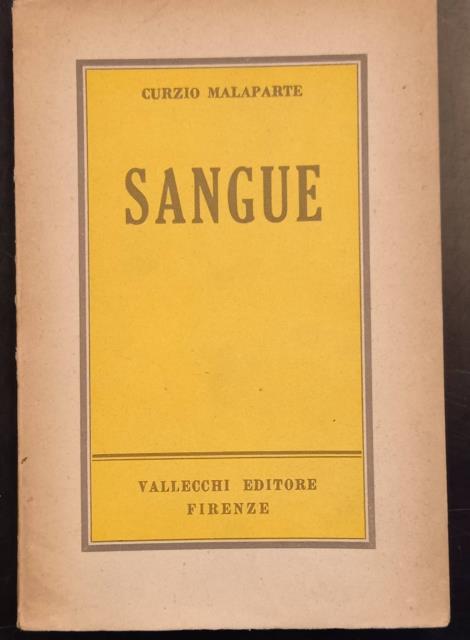 CURZIO MALAPARTE
SANGUE
VALLECCHI EDITORE
FIRENZE